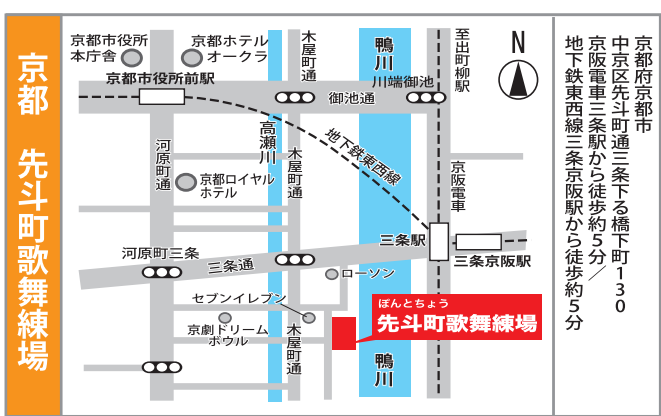 京都 先斗町歌舞練場
京都市役所
本庁舎
京都ホテル
オークラ
木屋町通
鴨川
至出町柳駅
N
京都市役所前駅
川端御池
御池通
高瀬川
地下鉄東西線
河原町通
木屋町通
京都ロイヤル
ホテル
京阪電車
河原町三条
三条通
三条駅
三条京阪駅
ローソン
セブンイレブン
京劇ドリーム
ボウル
木屋町通
ぽんとちょう
先斗町歌舞練場
鴨川
京都府京都市
中京区先斗町通三条下る橋下町130
京阪電車三条駅から徒歩約5分／
地下鉄東西線三条京阪駅から徒歩約5分